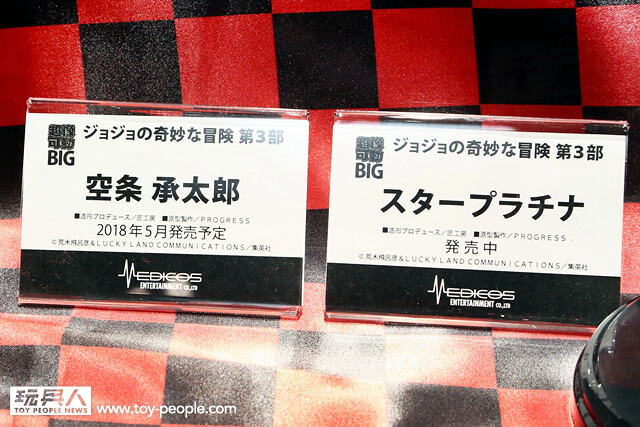 超像可動
BIG
ジョジョの奇妙な冒険 第3部
空条 承太郎
■造形プロデュース／匠工房 ■原型製作／PROGRESS
2018年5月発売予定
©荒木飛呂彦&LUCKY LAND COMMUNICATIONS／集英社
MEDICOS
ENTERTAINMENT CO.,LTD
超像可動
BIG
ジョジョの奇妙な冒険 第3部
スタープラチナ
■造形プロデュース／匠工房 ■原型製作／PROGRESS .
発売中
©荒木飛呂彦&LUCKY LAND COMMUNICATIONS／集英社
MEDICOS
ENTERTAINMENT CO.,LTD
玩具人
TOY PEOPLE NEWS
www.toy-people.com